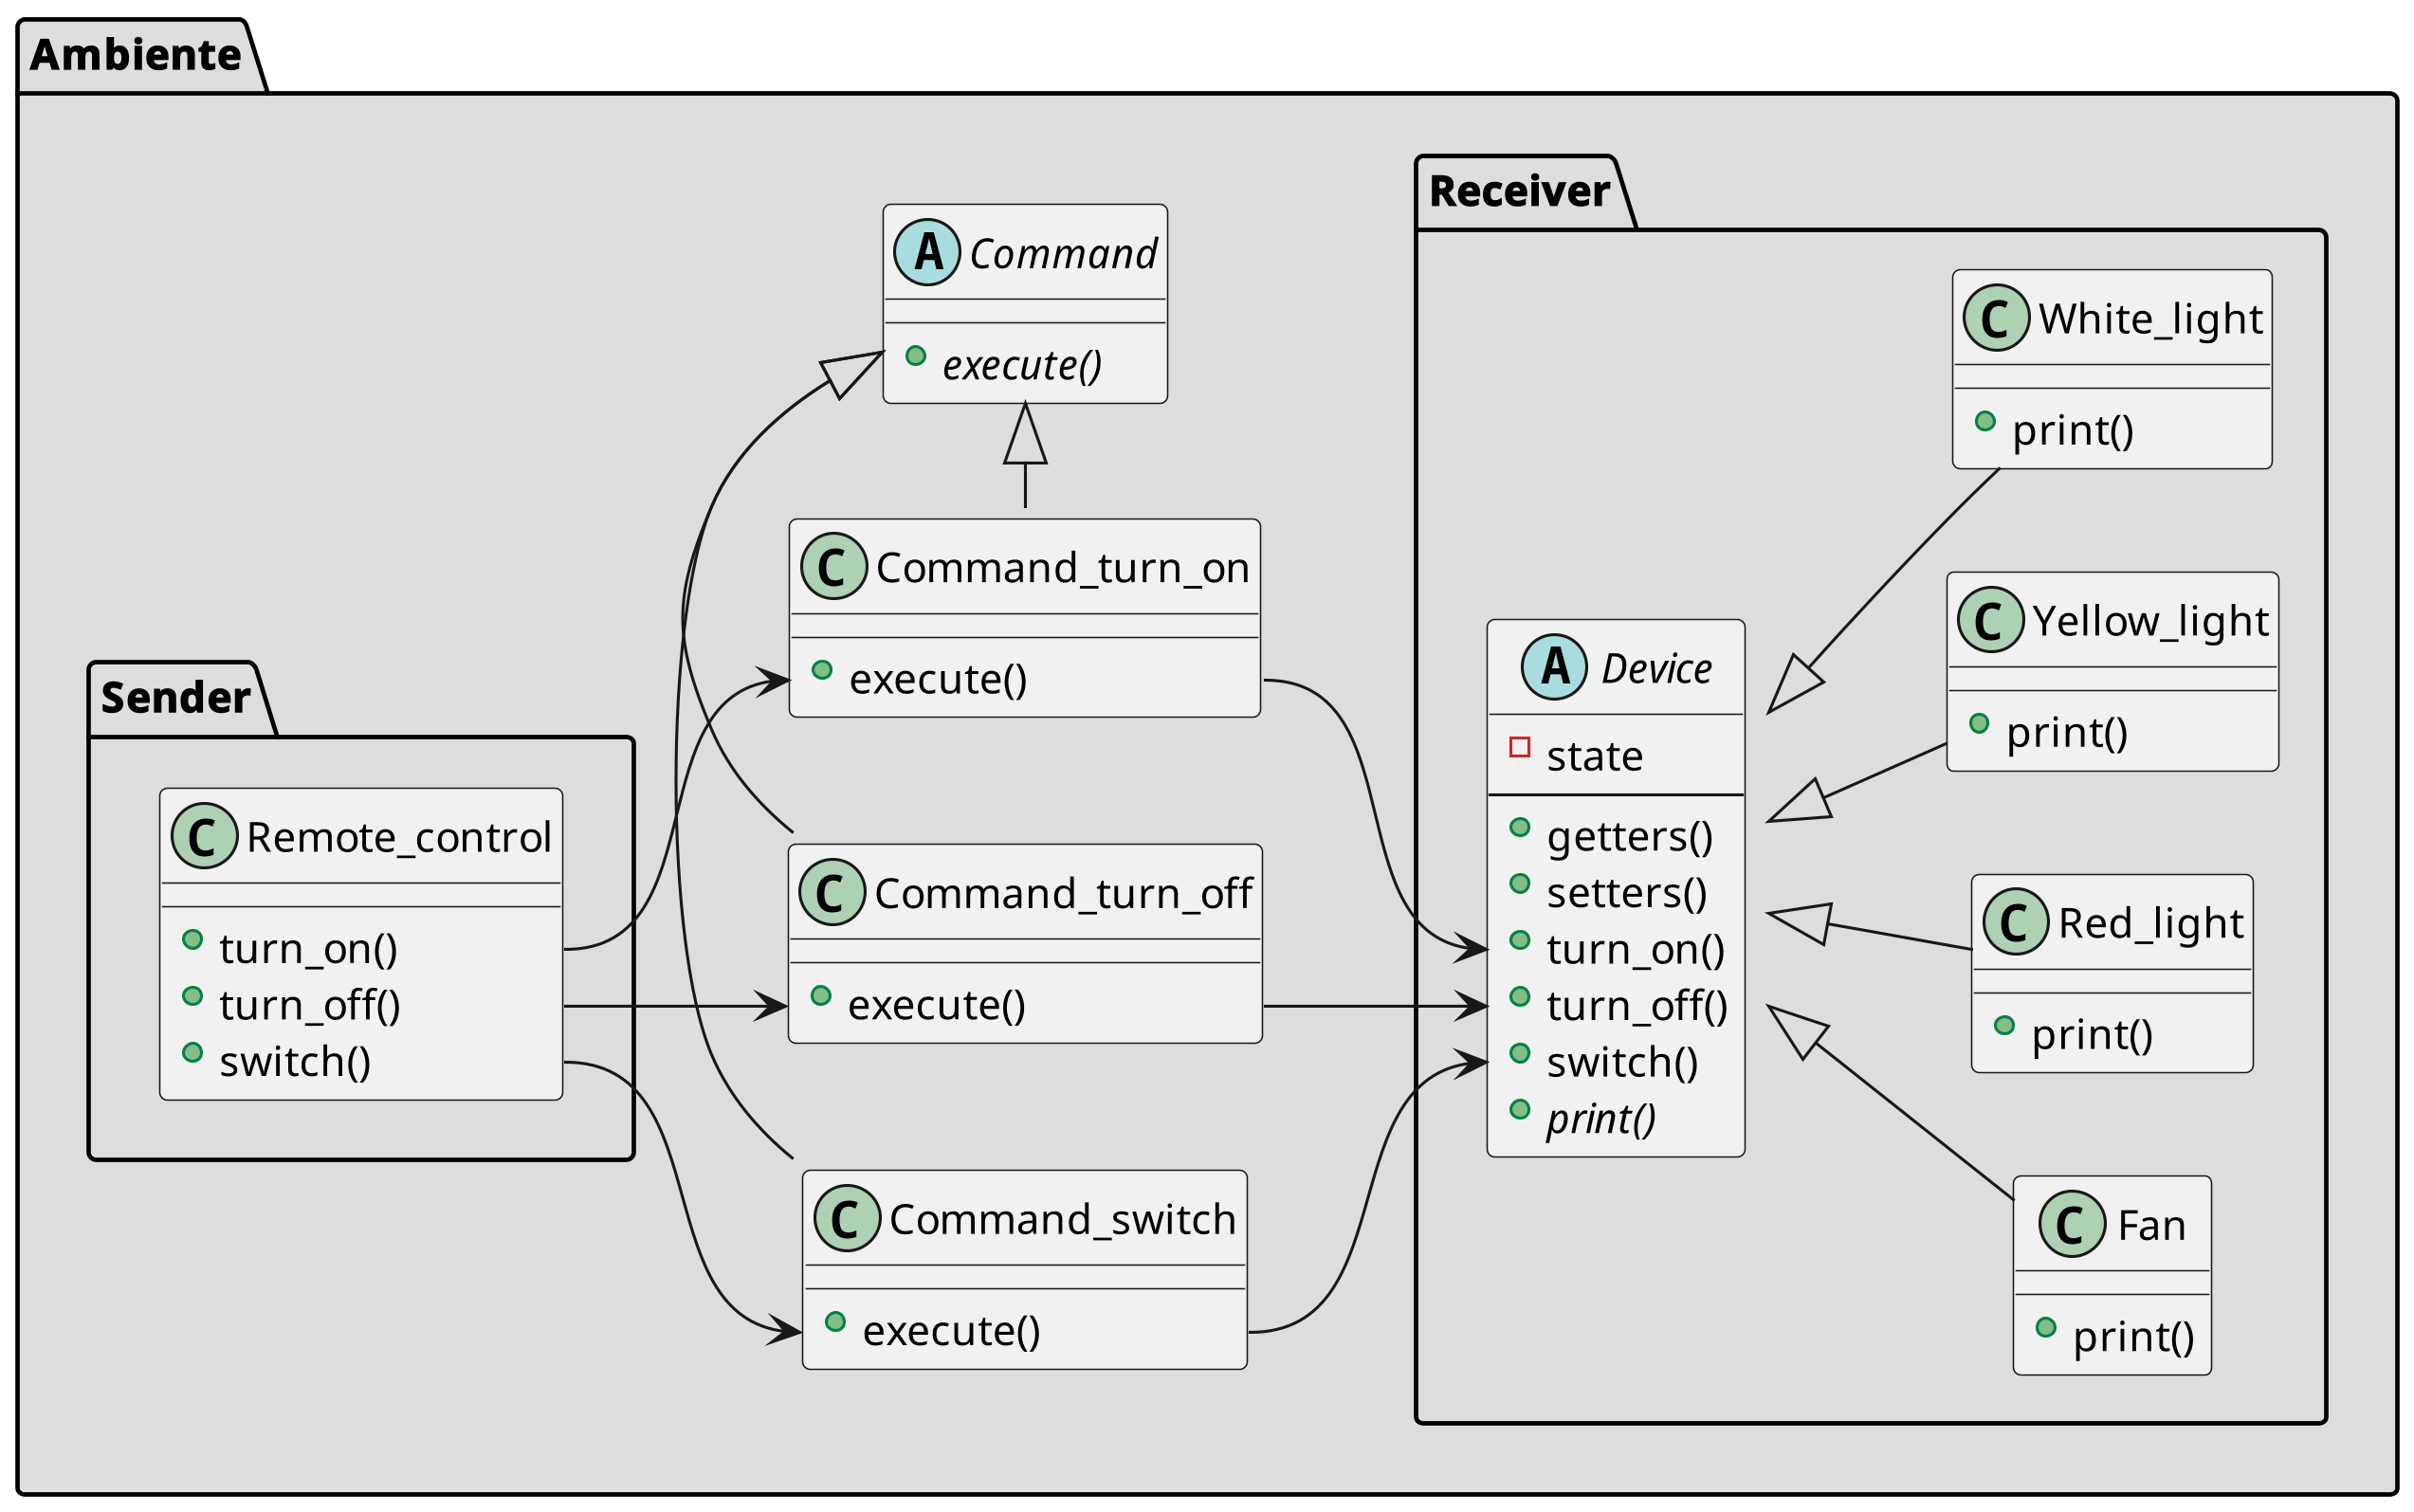 Ambiente
Sender
C Remote_control
turn_on()
turn_off()
switch()
A Command
execute()
C Command_turn_on
execute()
C Command_turn_off
execute()
C Command_switch
execute()
Receiver
A Device
state
getters()
setters()
turn_on()
turn_off()
switch()
print()
C White_light
print()
C Yellow_light
print()
C Red_light
print()
C Fan
print()